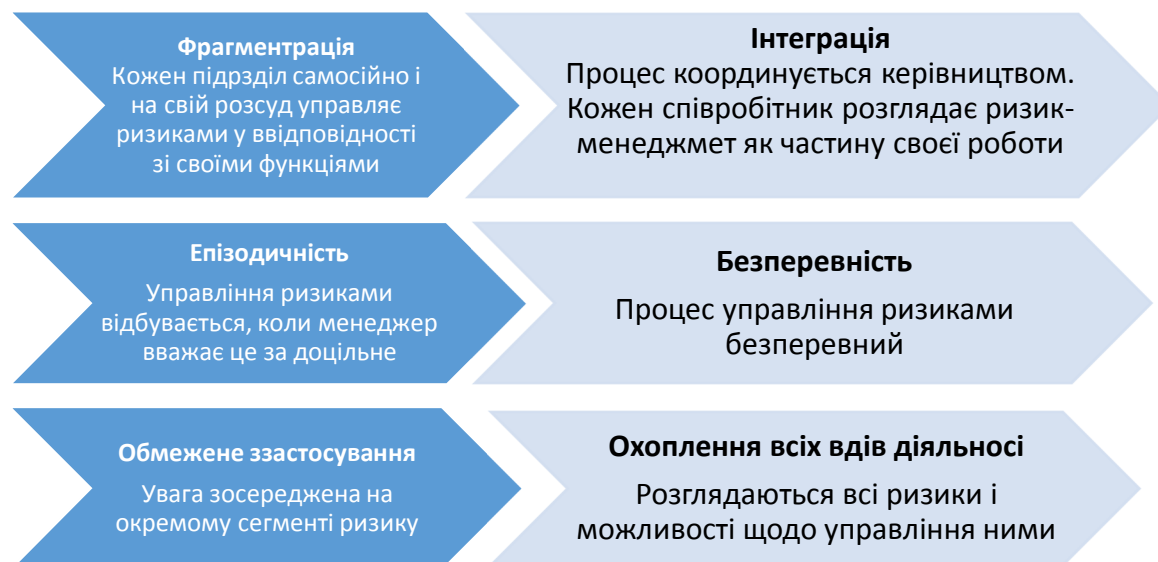 Фрагментрація
Кожен підрзділ самосійно і
на свій розсуд управляє
ризиками у ввідповідності
зі своїми функціями
Інтеграція
Процес координується керівництвом.
Кожен співробітник розглядає ризик-
менеджмет як частину своєї роботи
Епізодичність
Управління ризиками
відбувається, коли менеджер
вважає це за доцільне
Безперевність
Процес управління ризиками
безперевний
Обмежене ззастосування
Увага зосереджена на
окремому сегменті ризику
Охоплення всіх вдів діяльносі
Розглядаються всі ризики і
можливості щодо управління ними